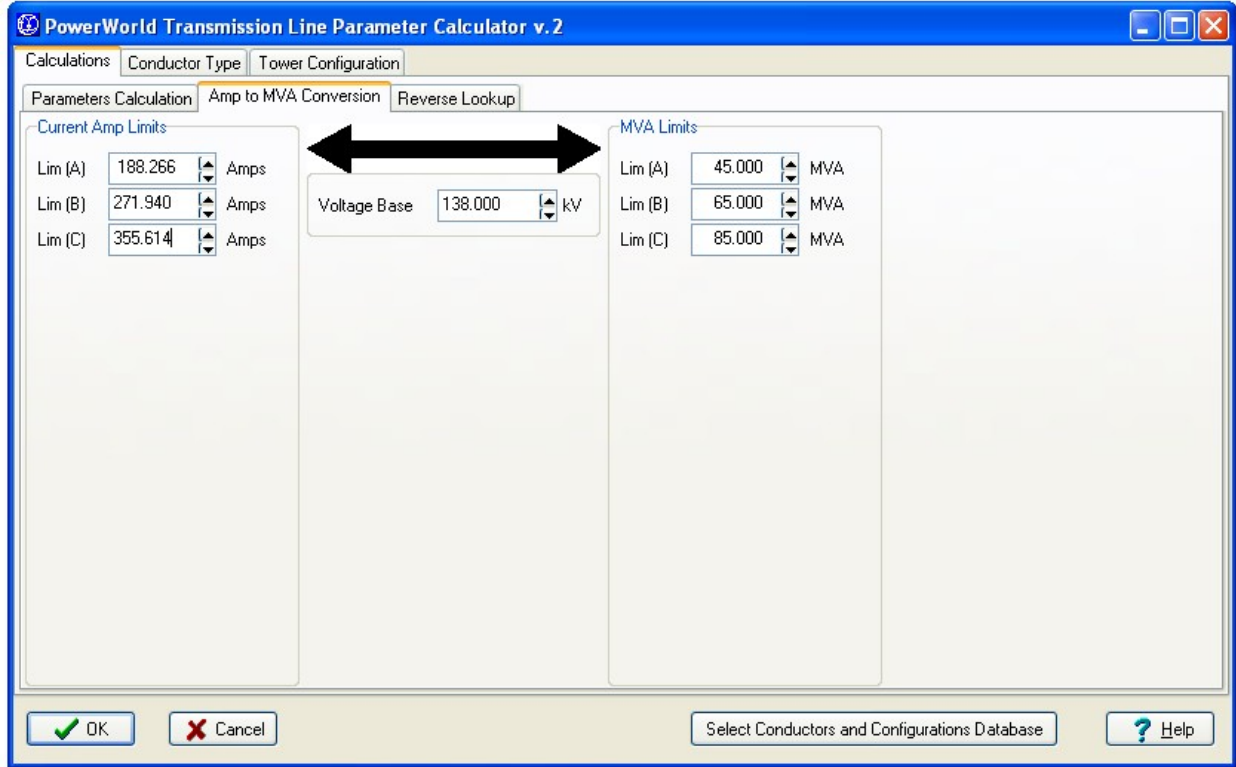 PowerWorld Transmission Line Parameter Calculator v.2
Calculations Conductor Type Tower Configuration
Parameters Calculation Amp to MVA Conversion Reverse Lookup
Current Amp Limits MVA Limits
Lim (A) 188.266 Amps Lim (A) 45.000 MVA
Lim (B) 271.940 Amps Voltage Base 138.000 kV Lim (B) 65.000 MVA
Lim (C) 355.614 Amps Lim (C) 85.000 MVA
OK Cancel Select Conductors and Configurations Database Help